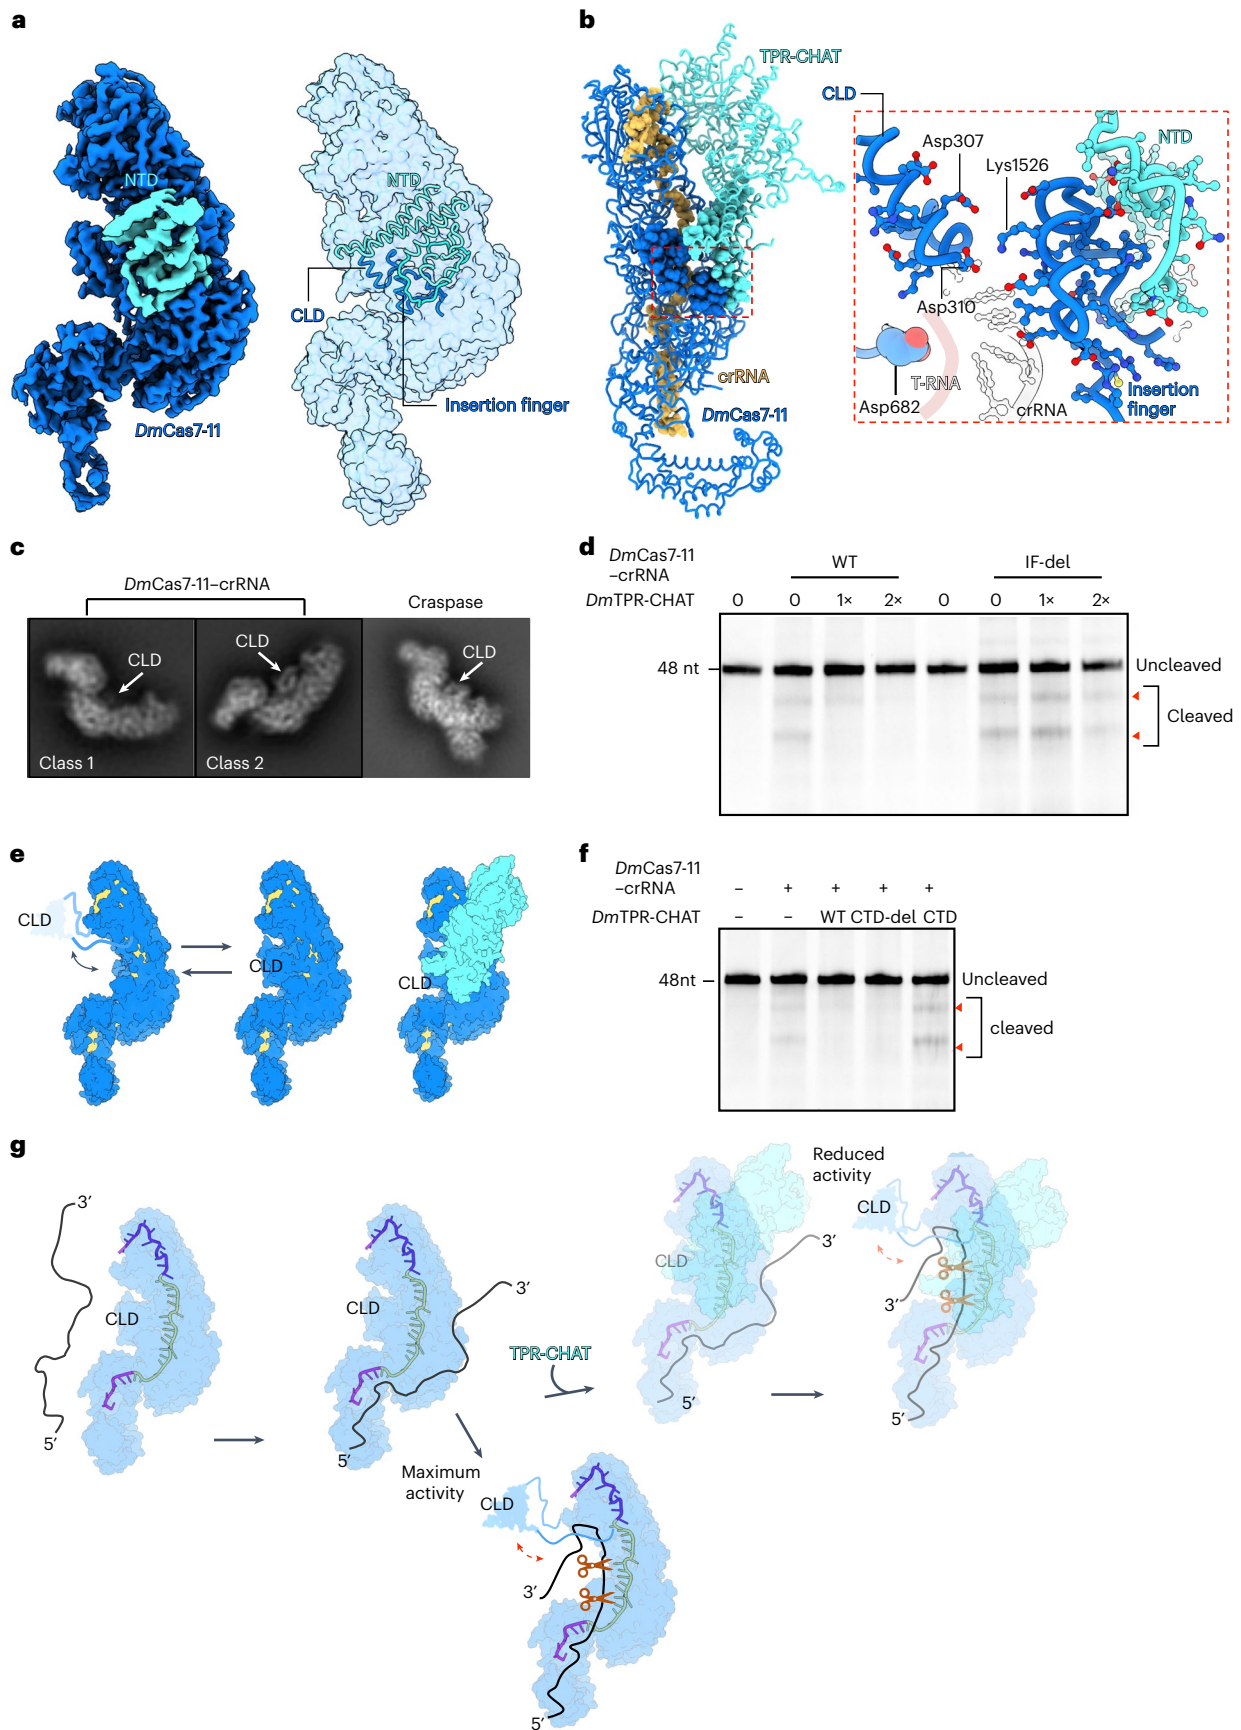 a
NTD
DmCas7-11
NTD
CLD
Insertion finger
b
TPR-CHAT
CLD
Asp307
NTD
Lys1526
Asp310
T-RNA
crRNA
Asp682
crRNA
Insertion
finger
DmCas7-11
c
DmCas7-11–crRNA
Craspase
CLD
CLD
CLD
Class 1
Class 2
d
DmCas7-11
–crRNA
WT
IF-del
DmTPR-CHAT
0 0 1× 2× 0 0 1× 2×
48 nt
Uncleaved
Cleaved
e
CLD
CLD
CLD
f
DmCas7-11
–crRNA
– + + + +
DmTPR-CHAT
– – WT CTD-del CTD
48nt
Uncleaved
cleaved
g
3′
CLD
5′
CLD
3′
5′
TPR-CHAT
CLD
3′
5′
Reduced
activity
CLD
3′
5′
Maximum
activity
CLD
3′
5′